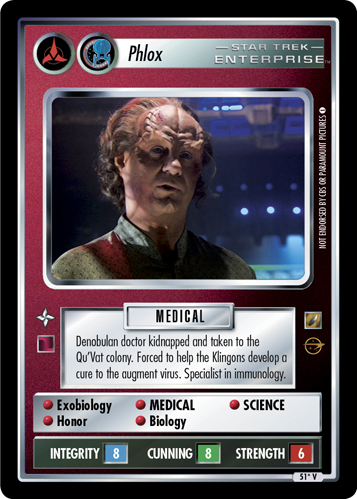 Phlox
STAR TREK
ENTERPRISE™
NOT ENDORSED BY CBS OR PARAMOUNT PICTURES
MEDICAL
Denobulan doctor kidnapped and taken to the
Qu'Vat colony. Forced to help the Klingons develop a
cure to the augment virus. Specialist in immunology.
Exobiology MEDICAL SCIENCE
Honor Biology
INTEGRITY 8 CUNNING 8 STRENGTH 6
51* V